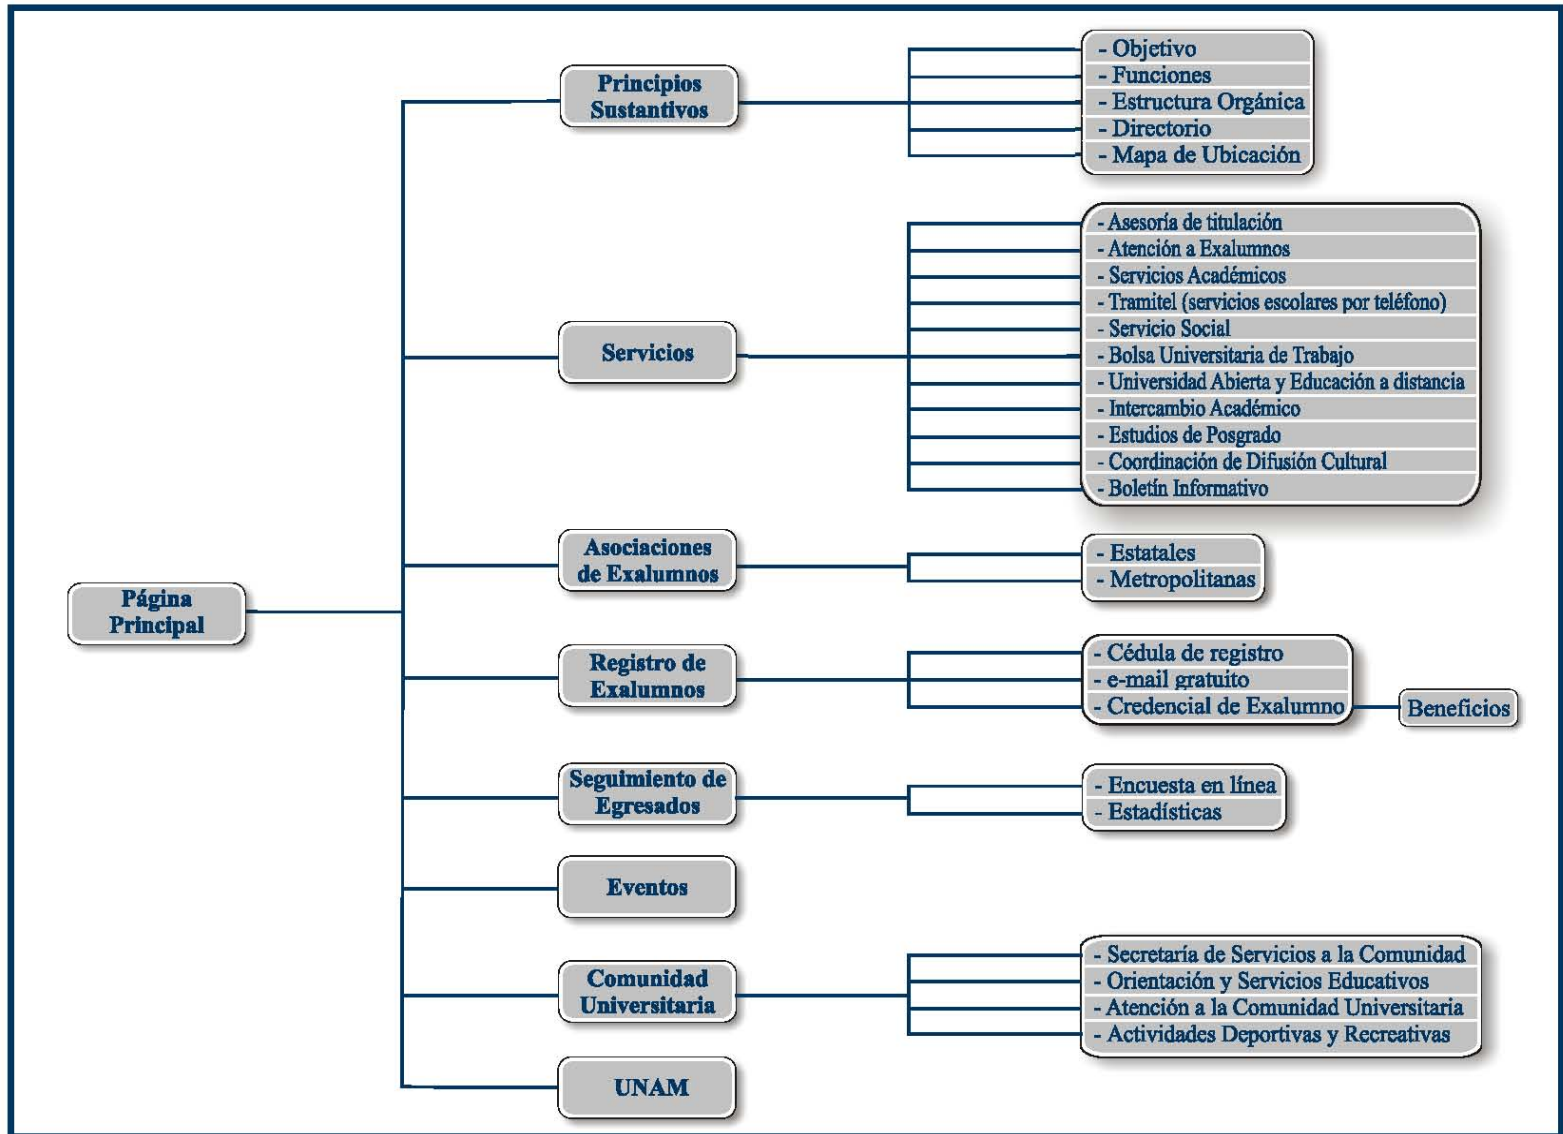 Página
Principal
Principios
Sustantivos
- Objetivo
- Funciones
- Estructura Orgánica
- Directorio
- Mapa de Ubicación
Servicios
- Asesoría de titulación
- Atención a Exalumnos
- Servicios Académicos
- Tramitel (servicios escolares por teléfono)
- Servicio Social
- Bolsa Universitaria de Trabajo
- Universidad Abierta y Educación a distancia
- Intercambio Académico
- Estudios de Posgrado
- Coordinación de Difusión Cultural
- Boletín Informativo
Asociaciones
de Exalumnos
- Estatales
- Metropolitanas
Registro de
Exalumnos
- Cédula de registro
- e-mail gratuito
- Credencial de Exalumno
Beneficios
Seguimiento de
Egresados
- Encuesta en línea
- Estadísticas
Eventos
Comunidad
Universitaria
- Secretaría de Servicios a la Comunidad
- Orientación y Servicios Educativos
- Atención a la Comunidad Universitaria
- Actividades Deportivas y Recreativas
UNAM